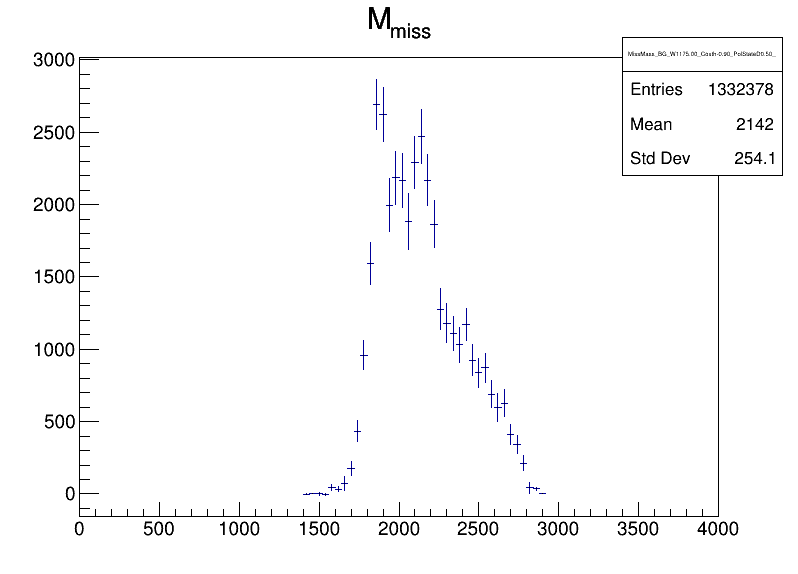 M_miss
MissMass_BG_W1175.00_Costh-0.90_PolStateD0.50_
Entries 1332378
Mean 2142
Std Dev 254.1
3000
2500
2000
1500
1000
500
0
0 500 1000 1500 2000 2500 3000 3500 4000